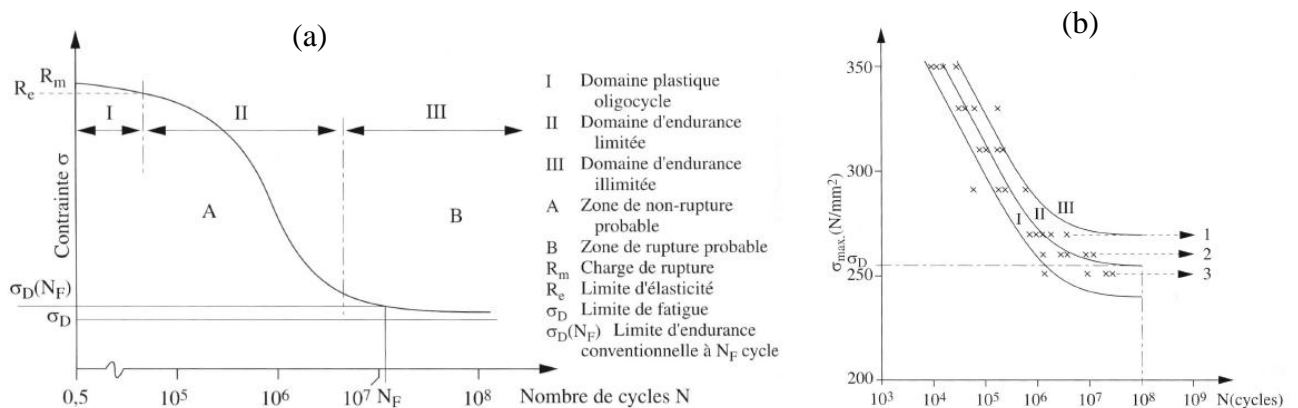 (a)
R_m
R_e
I
II
III
A
B
Contrainte σ
σ_D(N_F)
σ_D
0,5
10^5
10^6
10^7
N_F
10^8
Nombre de cycles N
I Domaine plastique
oligocycle
II Domaine d'endurance
limitée
III Domaine d'endurance
illimitée
A Zone de non-rupture
probable
B Zone de rupture probable
R_m Charge de rupture
R_e Limite d'élasticité
σ_D Limite de fatigue
σ_D(N_F) Limite d'endurance
conventionnelle à N_F cycle
(b)
350
300
250
200
σ_max.(N/mm²)
σ_D
I
II
III
1
2
3
10^3
10^4
10^5
10^6
10^7
10^8
10^9
N(cycles)